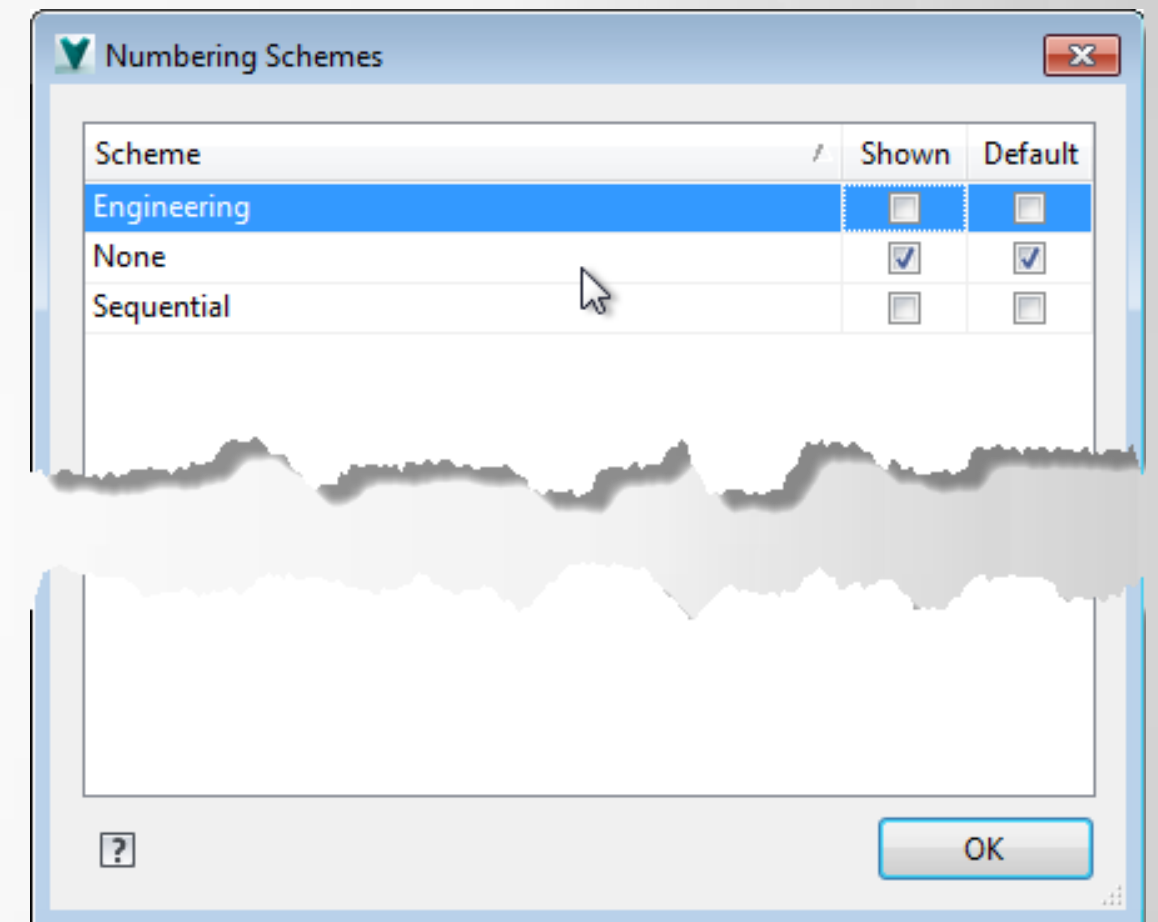 Numbering Schemes
Scheme Shown Default
Engineering
None
Sequential
?
OK